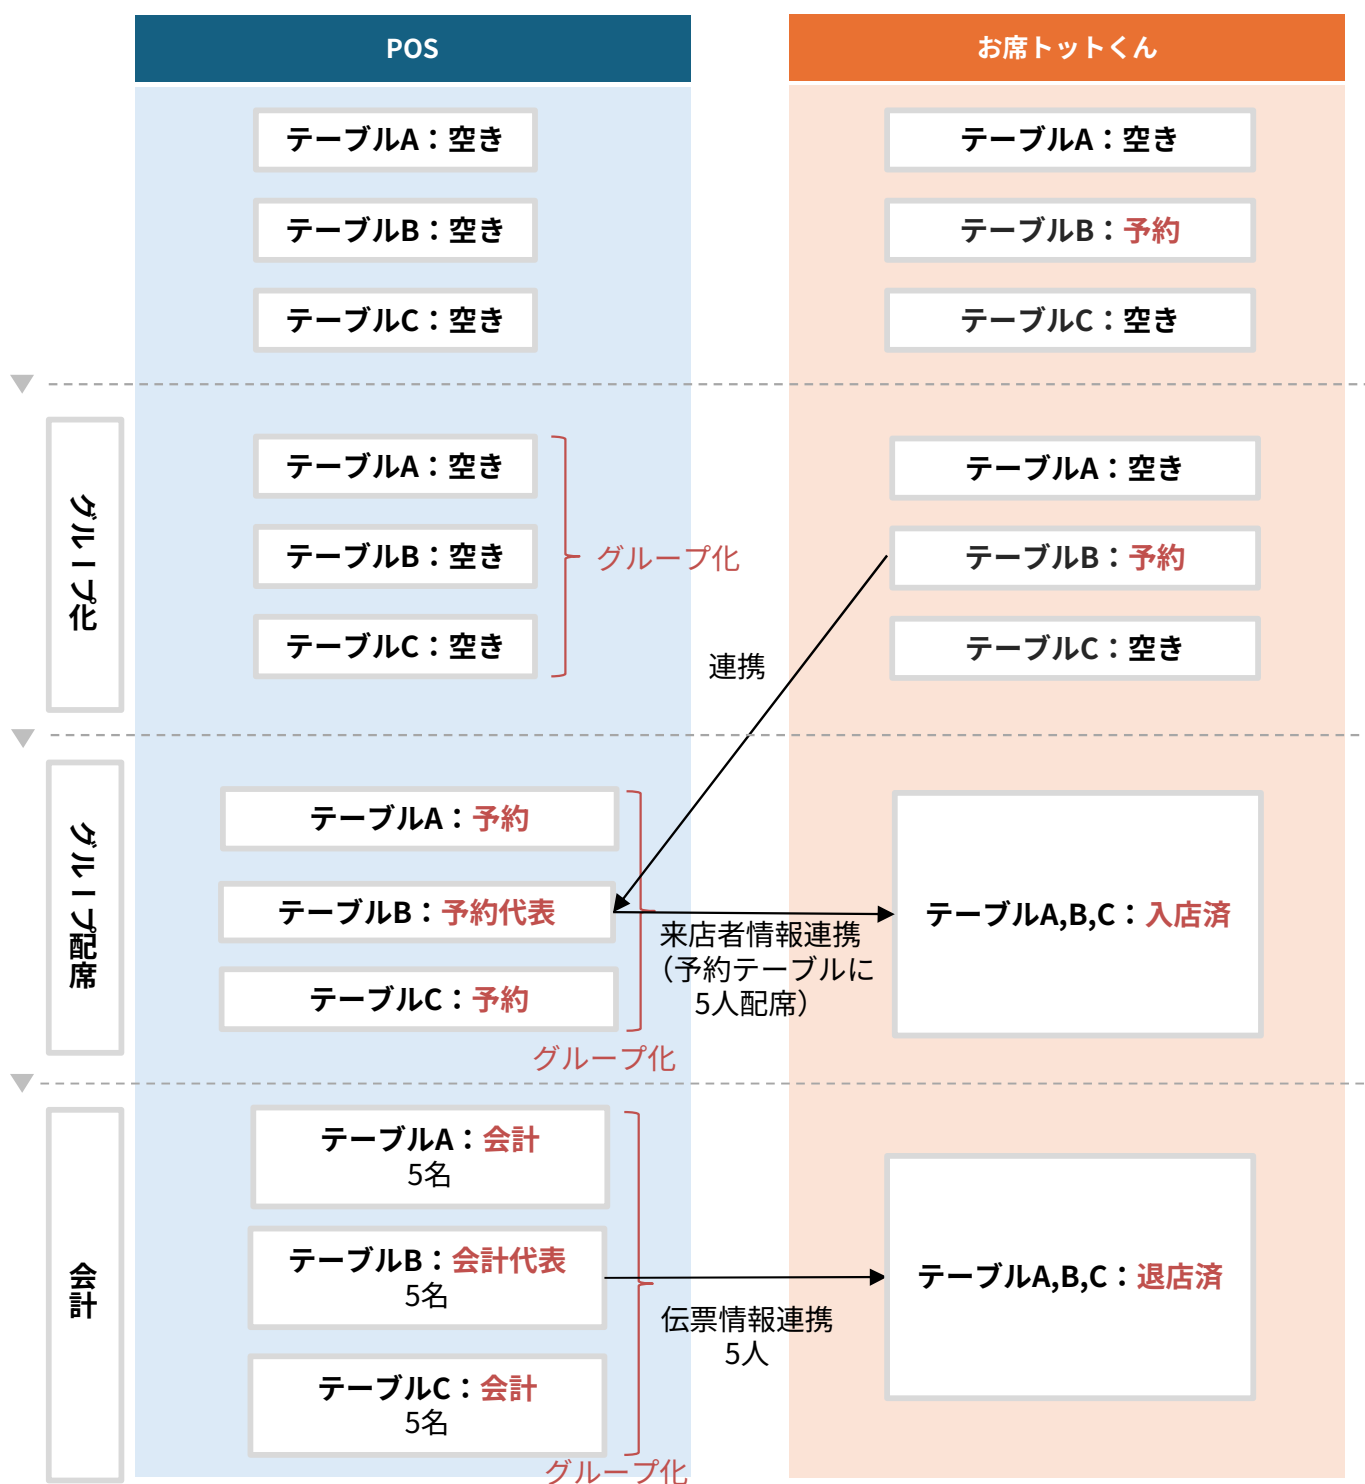 POS
お席トットくん
テーブルA：空き
テーブルA：空き
テーブルB：空き
テーブルB：予約
テーブルC：空き
テーブルC：空き
グループ化
テーブルA：空き
テーブルA：空き
テーブルB：空き
グループ化
テーブルB：予約
テーブルC：空き
テーブルC：空き
連携
グループ配席
テーブルA：予約
テーブルB：予約代表
テーブルC：予約
グループ化
来店者情報連携
（予約テーブルに
5人配席）
テーブルA,B,C：入店済
会計
テーブルA：会計
5名
テーブルB：会計代表
5名
テーブルC：会計
5名
グループ化
伝票情報連携
5人
テーブルA,B,C：退店済